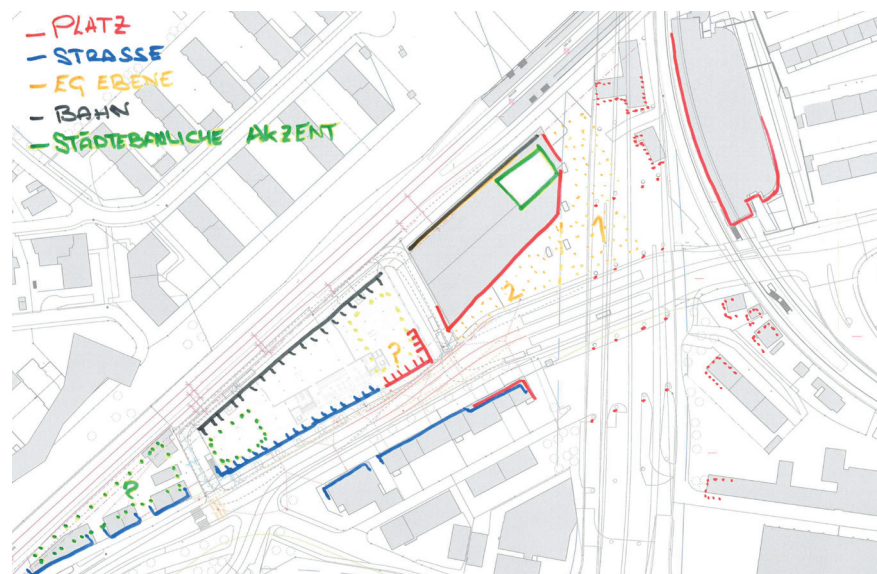 — PLATZ
— STRASSE
— EG EBENE
— BAHN
— STÄDTEBAULICHE AKZENT
1
2
?
?